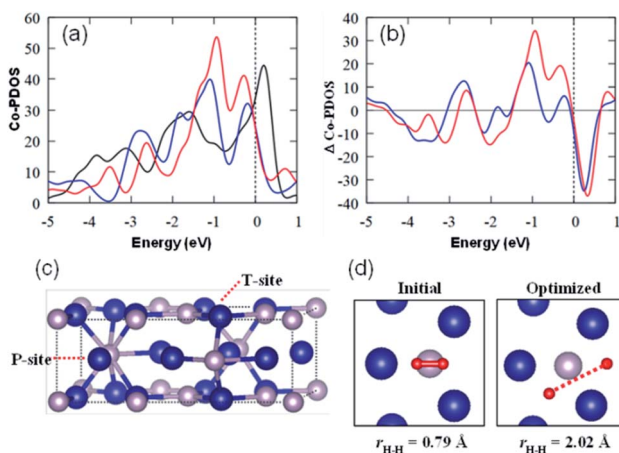 (a)
60
50
40
30
20
10
0
Co-PDOS
-5 -4 -3 -2 -1 0 1
Energy (eV)
(b)
40
30
20
10
0
-10
-20
-30
-40
Δ Co-PDOS
-5 -4 -3 -2 -1 0 1
Energy (eV)
(c)
T-site
P-site
(d)
Initial Optimized
rH-H = 0.79 Å rH-H = 2.02 Å